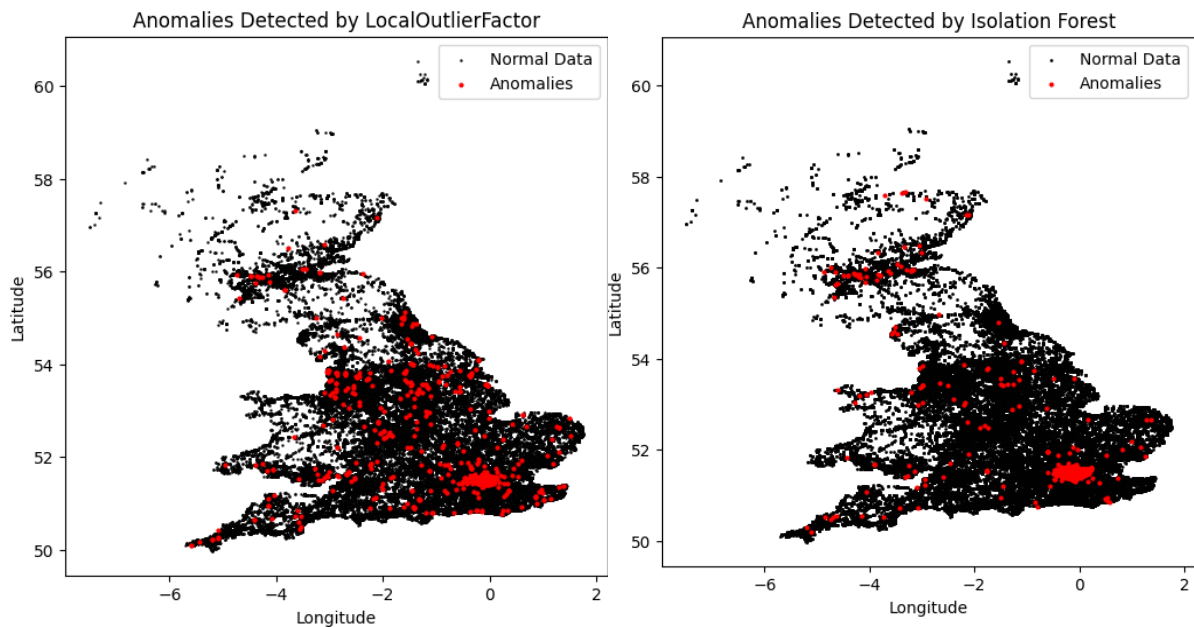 Anomalies Detected by LocalOutlierFactor
Normal Data
Anomalies
60
58
56
54
52
51
50
Latitude
−6
−4
−2
0
2
Longitude
Anomalies Detected by Isolation Forest
Normal Data
Anomalies
60
58
56
54
52
50
Latitude
−6
−4
−2
0
2
Longitude